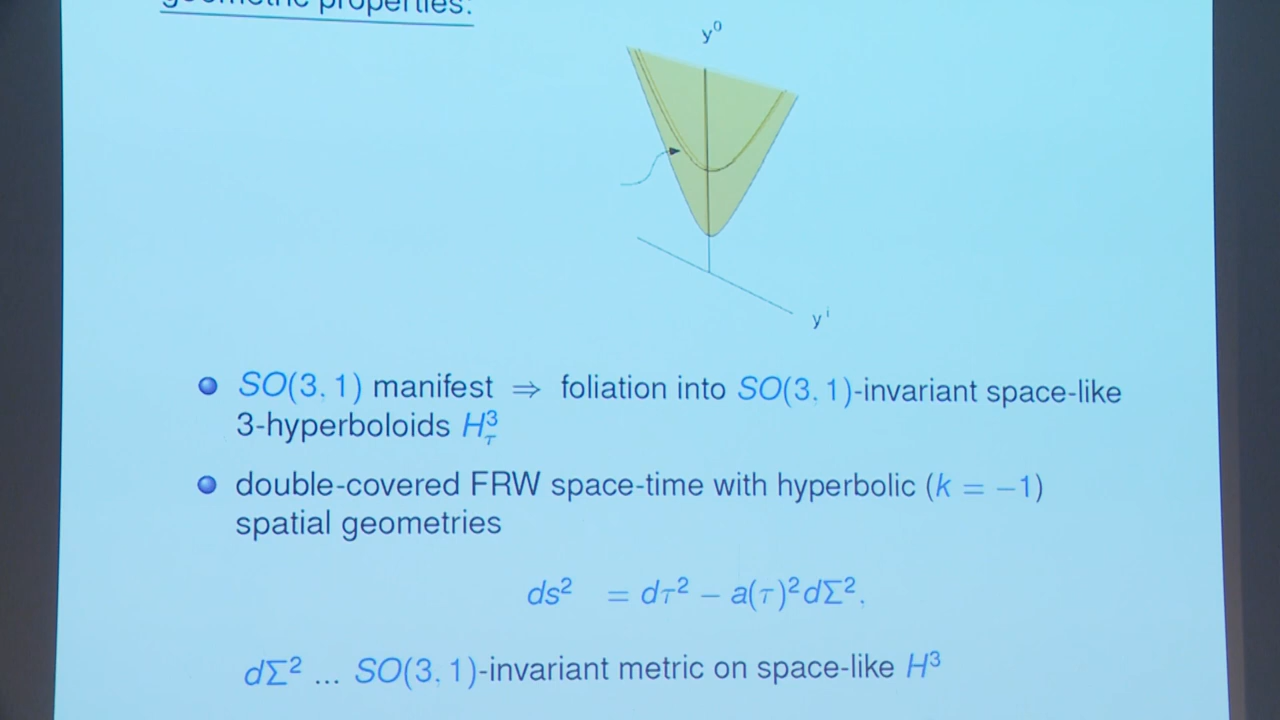 geometric properties:
y⁰
yⁱ
SO(3, 1) manifest ⇒ foliation into SO(3, 1)-invariant space-like
3-hyperboloids H³_τ
double-covered FRW space-time with hyperbolic (k = −1)
spatial geometries
ds² = dτ² − a(τ)²dΣ²,
dΣ² ... SO(3, 1)-invariant metric on space-like H³